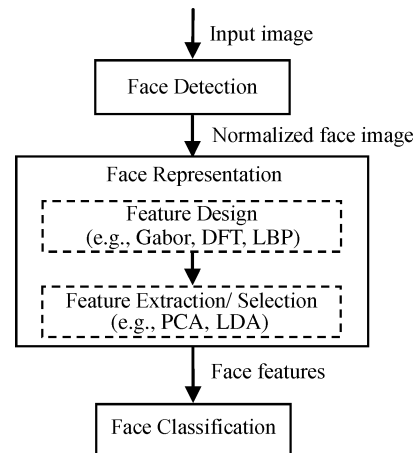 Input image
Face Detection
Normalized face image
Face Representation
Feature Design
(e.g., Gabor, DFT, LBP)
Feature Extraction/ Selection
(e.g., PCA, LDA)
Face features
Face Classification